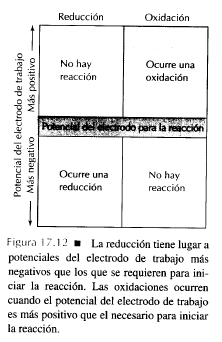 Reducción Oxidación
Potencial del electrodo de trabajo
Más negativo Más positivo
No hay
reacción
Ocurre una
oxidación
Potencial del electrodo para la reacción
Ocurre una
reducción
No hay
reacción
Figura 17.12 ■ La reducción tiene lugar a
potenciales del electrodo de trabajo más
negativos que los que se requieren para ini-
ciar la reacción. Las oxidaciones ocurren
cuando el potencial del electrodo de trabajo
es más positivo que el necesario para iniciar
la reacción.